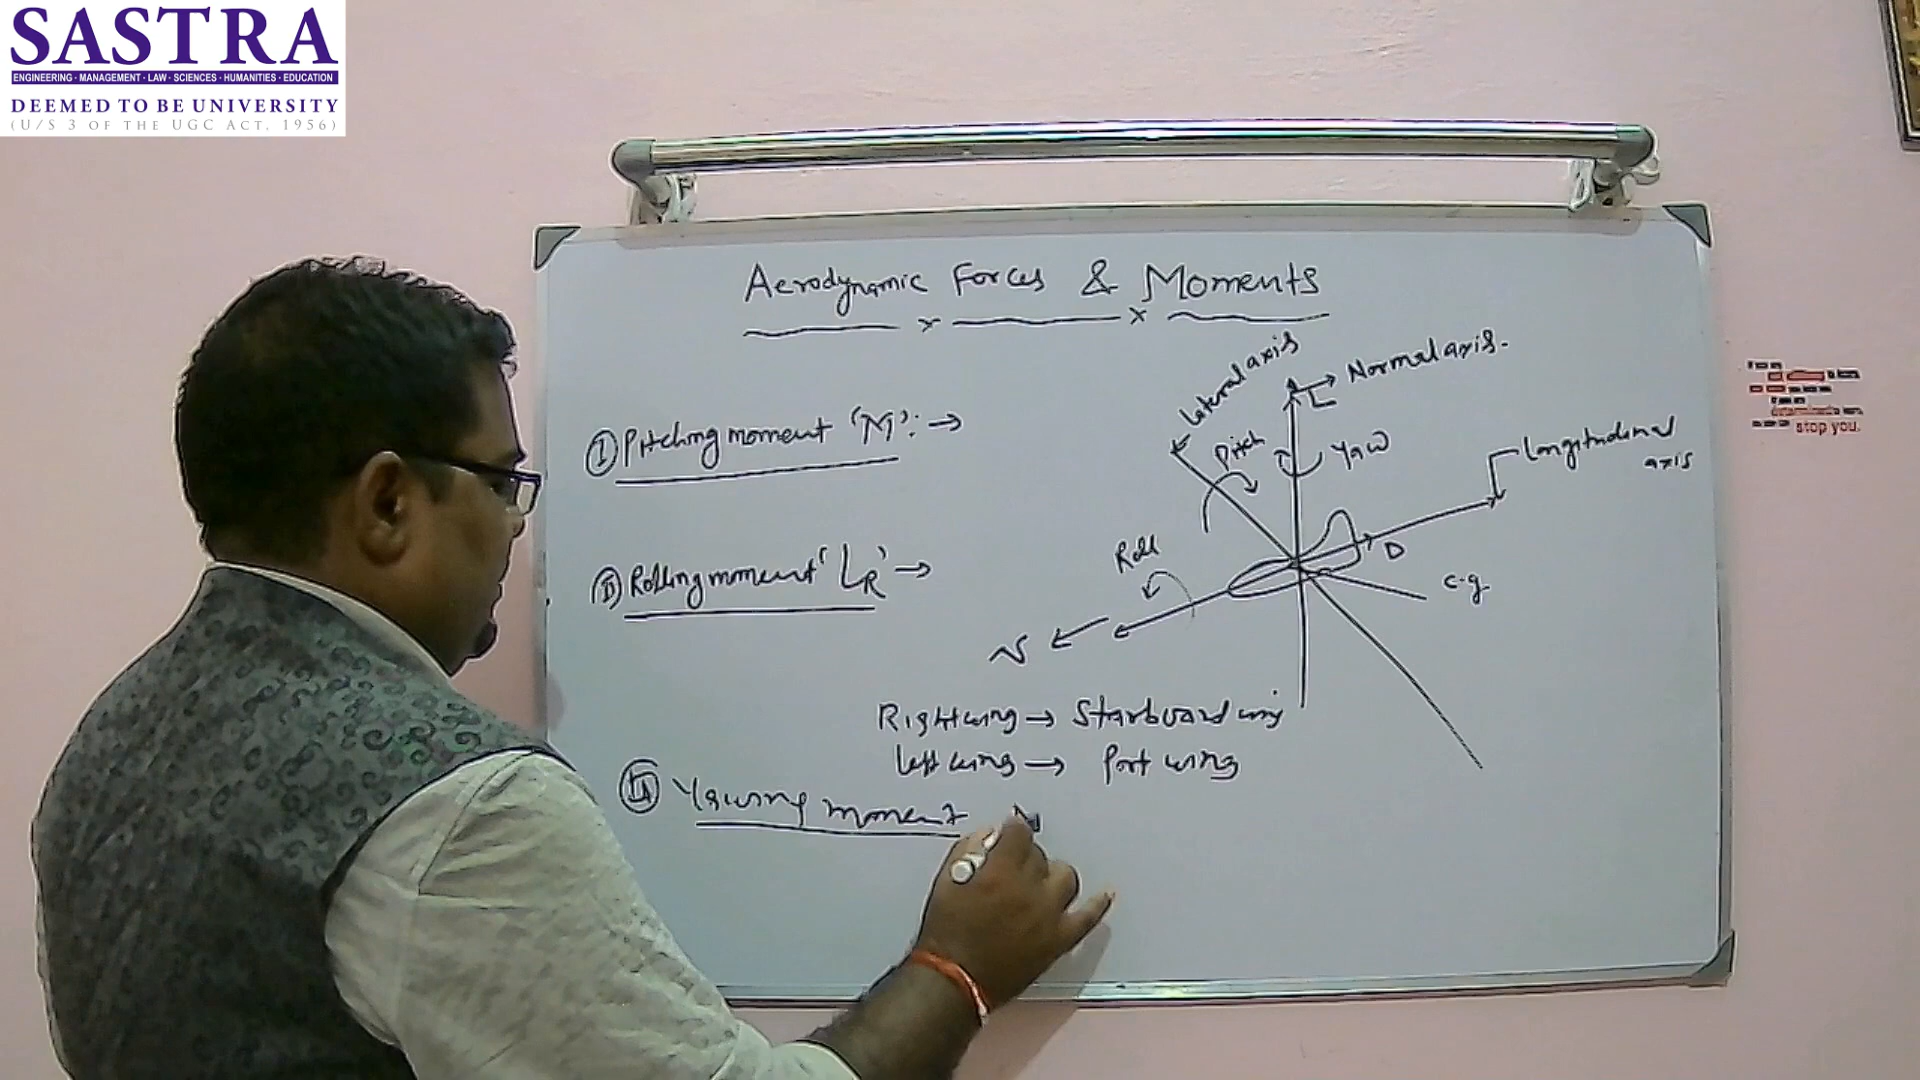 SASTRA
ENGINEERING · MANAGEMENT · LAW · SCIENCES · HUMANITIES · EDUCATION
DEEMED TO BE UNIVERSITY
(U/S 3 OF THE UGC ACT, 1956)
Aerodynamic Forces & Moments
Lateral axis
Normal axis.
Pitch
Yaw
Longitudinal
axis
I Pitching moment 'M' : →
Roll
D
c.g
II Rolling moment 'LR' →
V
Right wing → Starboard wing
Left wing → Port wing
III Yawing moment N
stop you.